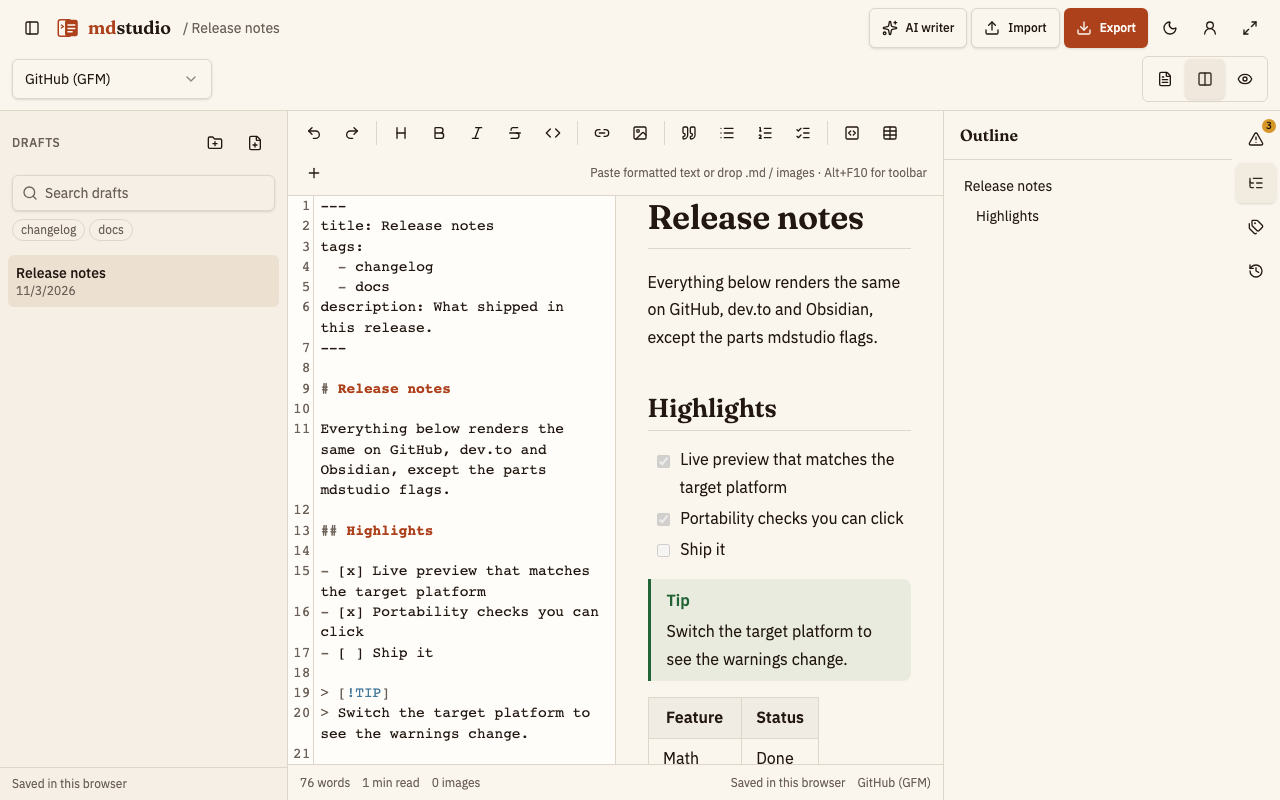 mdstudio / Release notes
AI writer
Import
Export
GitHub (GFM)
DRAFTS
Search drafts
changelog docs
Release notes
11/3/2026
Saved in this browser
Paste formatted text or drop .md / images · Alt+F10 for toolbar
1 ---
2 title: Release notes
3 tags:
4   - changelog
5   - docs
6 description: What shipped in
this release.
7 ---
8
9 # Release notes
10
11 Everything below renders the
same on GitHub, dev.to and
Obsidian, except the parts
mdstudio flags.
12
13 ## Highlights
14
15 - [x] Live preview that matches
the target platform
16 - [x] Portability checks you can
click
17 - [ ] Ship it
18
19 > [!TIP]
20 > Switch the target platform to
see the warnings change.
21
Release notes
Everything below renders the same
on GitHub, dev.to and Obsidian,
except the parts mdstudio flags.
Highlights
Live preview that matches the
target platform
Portability checks you can click
Ship it
Tip
Switch the target platform to
see the warnings change.
Feature Status
Math Done
76 words 1 min read 0 images
Saved in this browser GitHub (GFM)
Outline
3
Release notes
Highlights